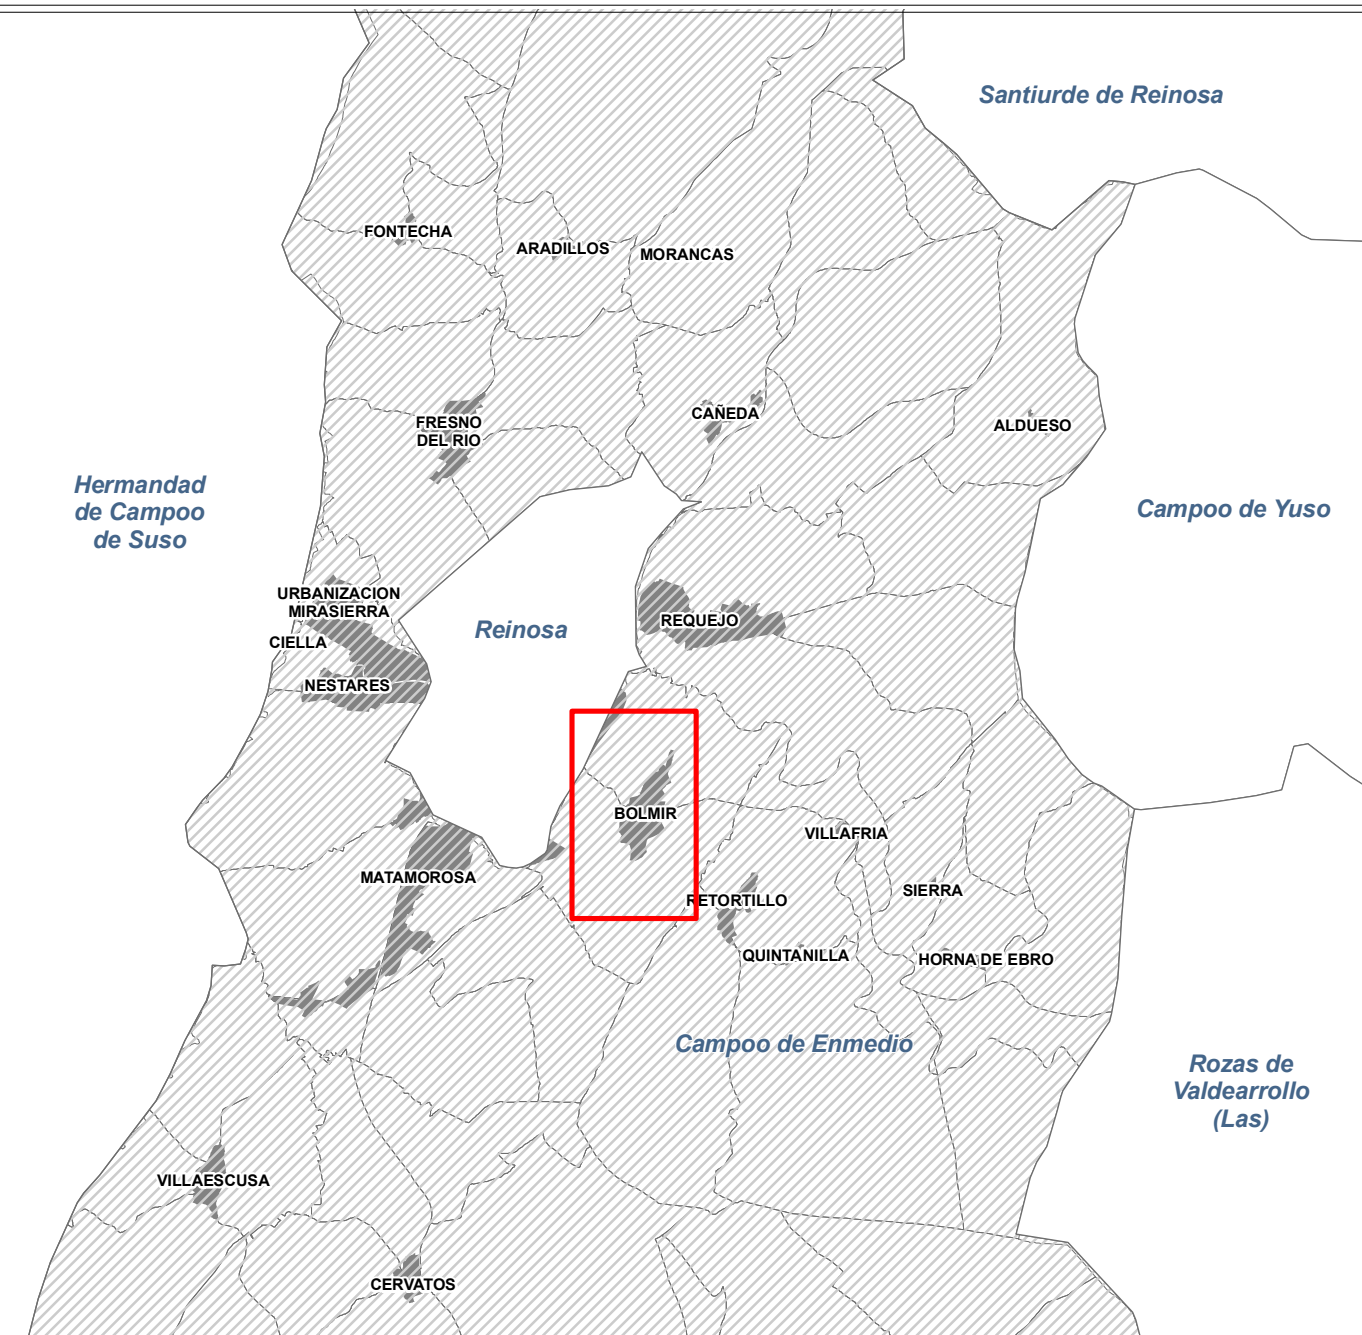 Santiurde de Reinosa
FONTECHA
ARADILLOS
MORANCAS
FRESNO
DEL RIO
CAÑEDA
ALDUESO
Hermandad
de Campoo
de Suso
Campoo de Yuso
URBANIZACION
MIRASIERRA
CIELLA
NESTARES
Reinosa
REQUEJO
BOLMIR
VILLAFRIA
MATAMOROSA
RETORTILLO
SIERRA
QUINTANILLA
HORNA DE EBRO
Campoo de Enmedio
Rozas de
Valdearrollo
(Las)
VILLAESCUSA
CERVATOS